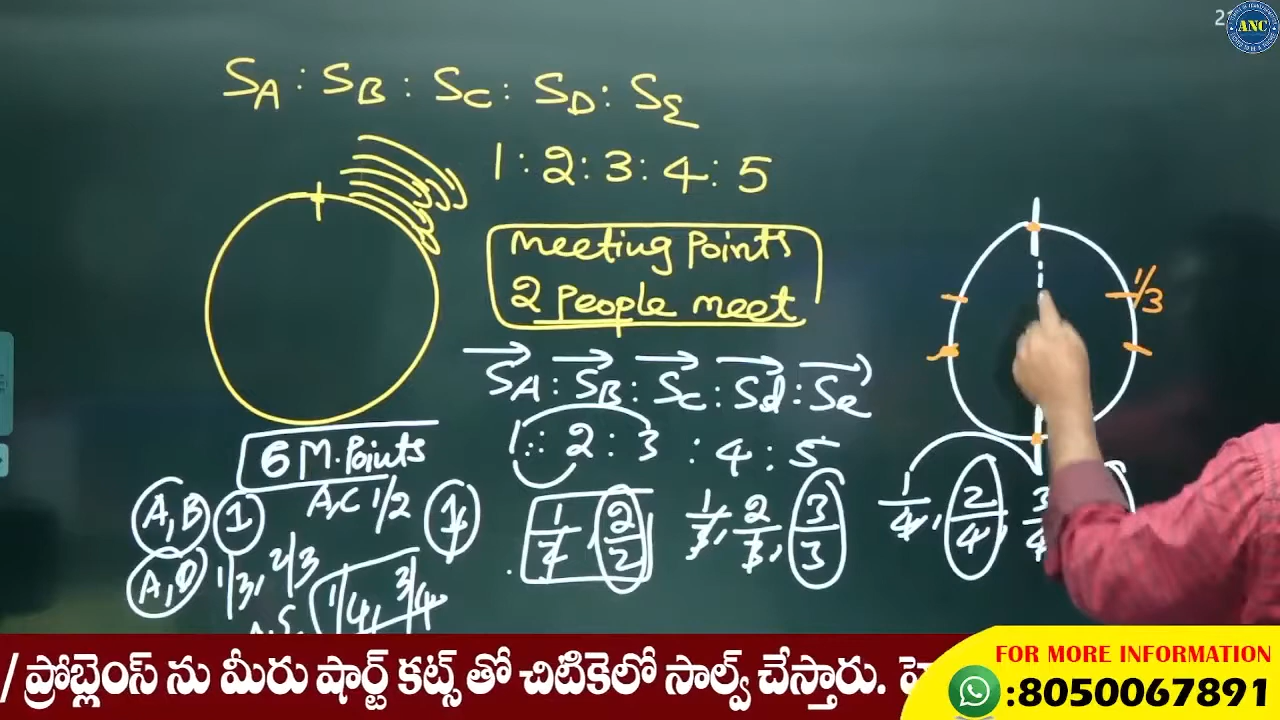 ANC
SA : SB : SC : SD : SE
1 : 2 : 3 : 4 : 5
Meeting Points
2 People meet
SA : SB : SC : Sd : Se
1 : 2 : 3 : 4 : 5
1/3
6 M.Points
A,B 1 A,C 1/2 1
1/2, 2/2, 1/3, 2/3, 3/3
1/4, 2/4, 3/4
A,D 1/3, 2/3
1/4, 3/4
/ ప్రోబ్లెంస్ ను మీరు షార్ట్ కట్స్ తో చిటికెలో సాల్వ్ చేస్తారు.
FOR MORE INFORMATION
:8050067891